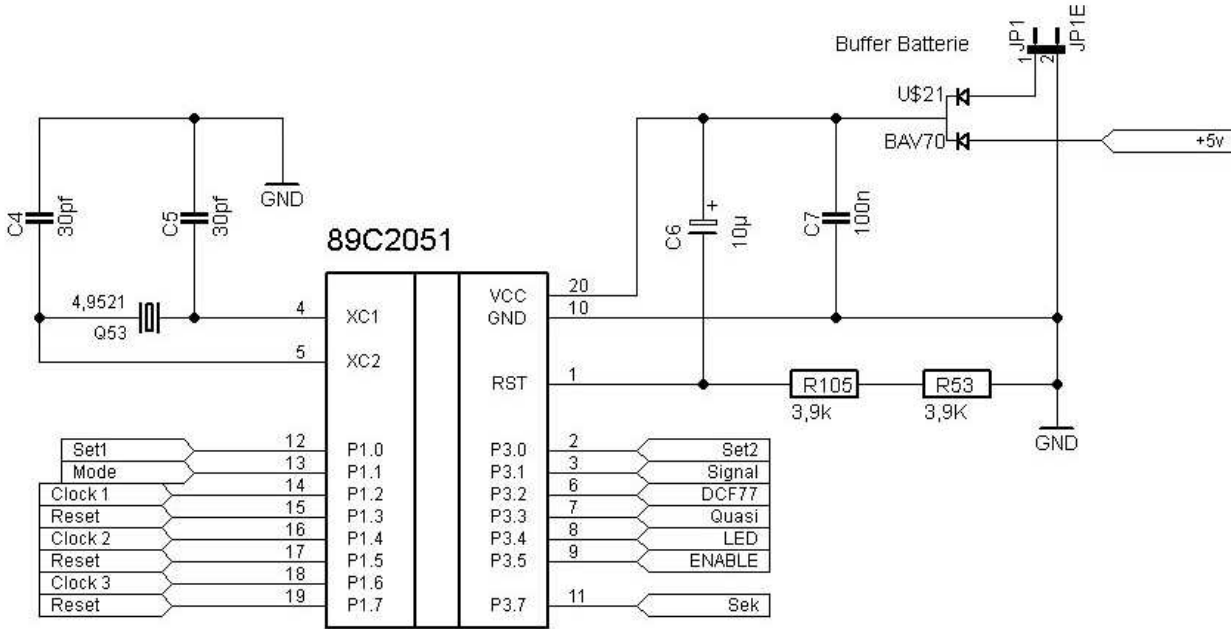 Buffer Batterie
JP1
JP1E
1
2
U$21
BAV70
+5v
C4
30pf
C5
30pf
GND
C6
+
10µ
C7
100n
89C2051
4,9521
Q53
4
XC1
5
XC2
VCC
20
GND
10
RST
1
R105
3,9k
R53
3,9K
GND
Set1
12
P1.0
Mode
13
P1.1
Clock 1
14
P1.2
Reset
15
P1.3
Clock 2
16
P1.4
Reset
17
P1.5
Clock 3
18
P1.6
Reset
19
P1.7
P3.0
2
Set2
P3.1
3
Signal
P3.2
6
DCF77
P3.3
7
Quasi
P3.4
8
LED
P3.5
9
ENABLE
P3.7
11
Sek